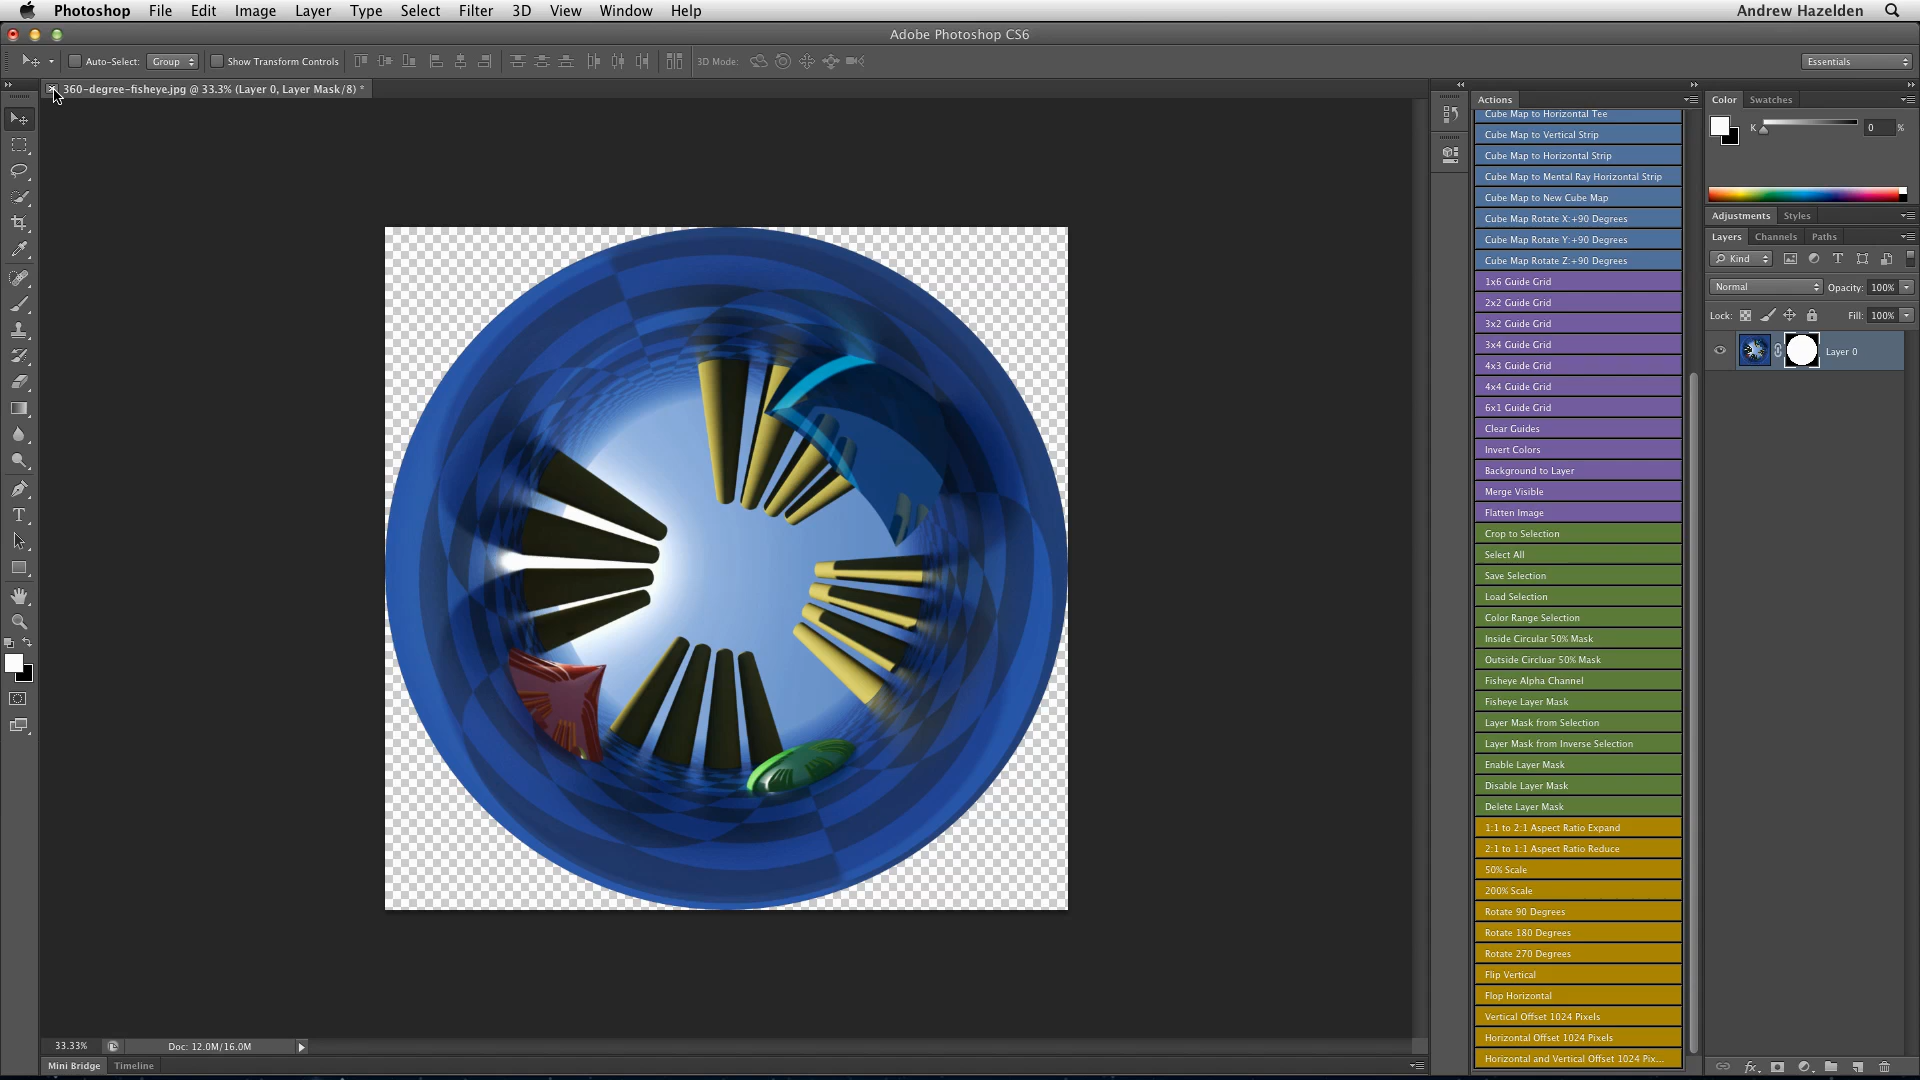 Photoshop File Edit Image Layer Type Select Filter 3D View Window Help Andrew Hazelden
Adobe Photoshop CS6
Auto-Select: Group Show Transform Controls 3D Mode: Essentials
360-degree-fisheye.jpg @ 33.3% (Layer 0, Layer Mask/8) *
Actions
Cube Map to Horizontal Tee
Cube Map to Vertical Strip
Cube Map to Horizontal Strip
Cube Map to Mental Ray Horizontal Strip
Cube Map to New Cube Map
Cube Map Rotate X:+90 Degrees
Cube Map Rotate Y:+90 Degrees
Cube Map Rotate Z:+90 Degrees
1x6 Guide Grid
2x2 Guide Grid
3x2 Guide Grid
3x4 Guide Grid
4x3 Guide Grid
4x4 Guide Grid
6x1 Guide Grid
Clear Guides
Invert Colors
Background to Layer
Merge Visible
Flatten Image
Crop to Selection
Select All
Save Selection
Load Selection
Color Range Selection
Inside Circular 50% Mask
Outside Circluar 50% Mask
Fisheye Alpha Channel
Fisheye Layer Mask
Layer Mask from Selection
Layer Mask from Inverse Selection
Enable Layer Mask
Disable Layer Mask
Delete Layer Mask
1:1 to 2:1 Aspect Ratio Expand
2:1 to 1:1 Aspect Ratio Reduce
50% Scale
200% Scale
Rotate 90 Degrees
Rotate 180 Degrees
Rotate 270 Degrees
Flip Vertical
Flop Horizontal
Vertical Offset 1024 Pixels
Horizontal Offset 1024 Pixels
Horizontal and Vertical Offset 1024 Pix...
Color Swatches
K 0 %
Adjustments Styles
Layers Channels Paths
Kind
Normal Opacity: 100%
Lock: Fill: 100%
Layer 0
33.33% Doc: 12.0M/16.0M
Mini Bridge Timeline